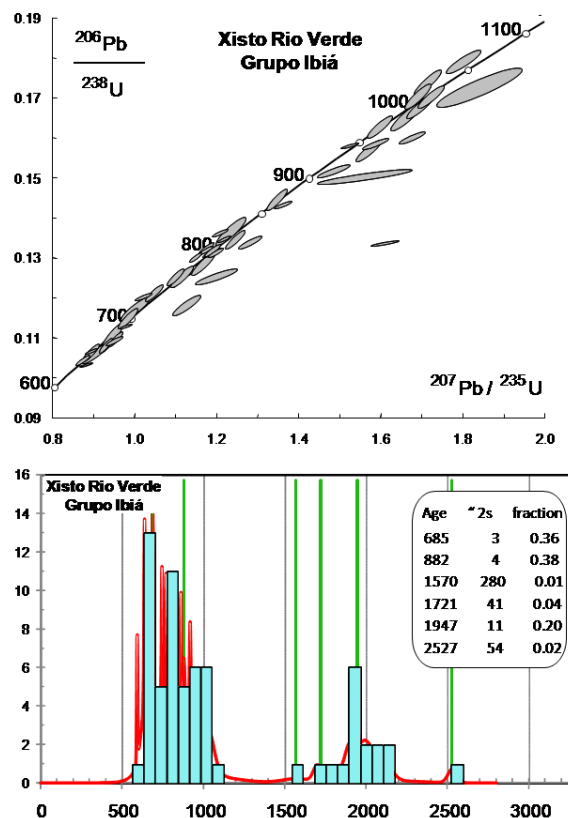 0.19
0.17
0.15
0.13
0.11
0.09
206Pb
238U
Xisto Rio Verde
Grupo Ibiá
1100
1000
900
800
700
600
207Pb / 235U
0.8 1.0 1.2 1.4 1.6 1.8 2.0
16
14
12
10
8
6
4
2
0
Xisto Rio Verde
Grupo Ibiá
Age “2s fraction
685 3 0.36
882 4 0.38
1570 280 0.01
1721 41 0.04
1947 11 0.20
2527 54 0.02
0 500 1000 1500 2000 2500 3000